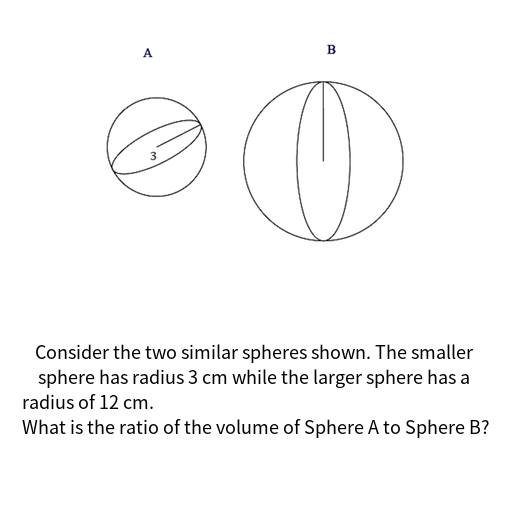 A
B
3
Consider the two similar spheres shown. The smaller
sphere has radius 3 cm while the larger sphere has a
radius of 12 cm.
What is the ratio of the volume of Sphere A to Sphere B?